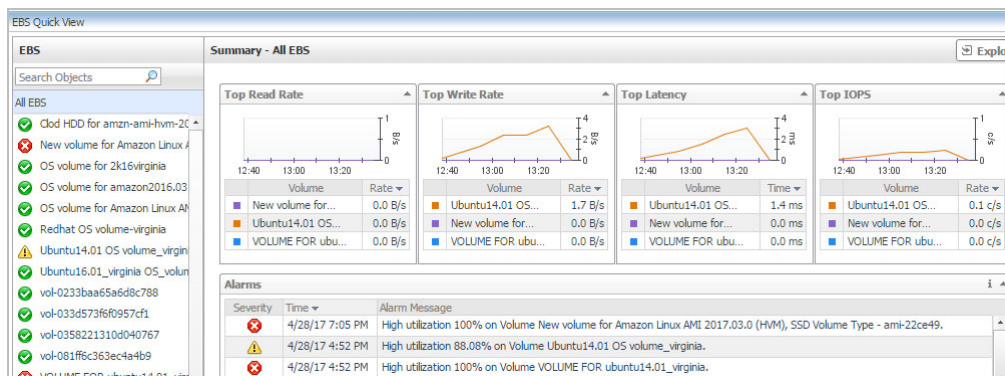 EBS Quick View
EBS
Search Objects
All EBS
Clod HDD for amzn-ami-hvm-20
New volume for Amazon Linux A
OS volume for 2k16virginia
OS volume for amazon2016.03
OS volume for Amazon Linux AM
Redhat OS volume-virginia
Ubuntu14.01 OS volume_virgini
Ubuntu16.01_virginia OS_volum
vol-0233baa65a6d8c788
vol-033d573f6f0957cf1
vol-0358221310d040767
vol-081ff6c363ec4a4b9
VOLUME FOR ubuntu14.01_virg
Summary - All EBS
Explo
Top Read Rate
1
B/s
0
12:40 13:00 13:20
Volume Rate
New volume for... 0.0 B/s
Ubuntu14.01 OS... 0.0 B/s
VOLUME FOR ubu... 0.0 B/s
Top Write Rate
4
2 B/s
0
12:40 13:00 13:20
Volume Rate
Ubuntu14.01 OS... 1.7 B/s
New volume for... 0.0 B/s
VOLUME FOR ubu... 0.0 B/s
Top Latency
4
2 ms
0
12:40 13:00 13:20
Volume Time
Ubuntu14.01 OS... 1.4 ms
New volume for... 0.0 ms
VOLUME FOR ubu... 0.0 ms
Top IOPS
1
c/s
0
12:40 13:00 13:20
Volume Rate
Ubuntu14.01 OS... 0.1 c/s
New volume for... 0.0 c/s
VOLUME FOR ubu... 0.0 c/s
Alarms i
Severity Time Alarm Message
4/28/17 7:05 PM High utilization 100% on Volume New volume for Amazon Linux AMI 2017.03.0 (HVM), SSD Volume Type - ami-22ce49.
4/28/17 4:52 PM High utilization 88.08% on Volume Ubuntu14.01 OS volume_virginia.
4/28/17 4:52 PM High utilization 100% on Volume VOLUME FOR ubuntu14.01_virginia.